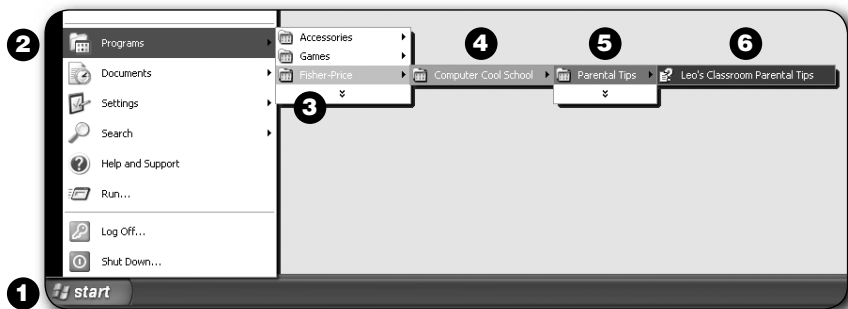 2 Programs Accessories 4 5 6
Documents Games
Fisher-Price Computer Cool School Parental Tips Leo's Classroom Parental Tips
Settings 3
Search
Help and Support
Run...
Log Off...
Shut Down...
1 start